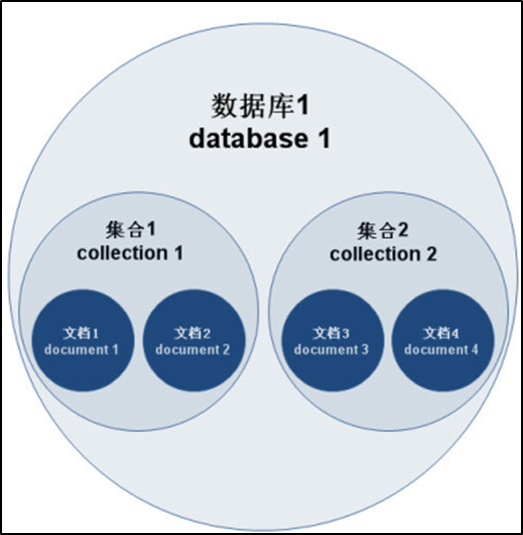 数据库1
database 1
集合1
collection 1
集合2
collection 2
文档1
document 1
文档2
document 2
文档3
document 3
文档4
document 4